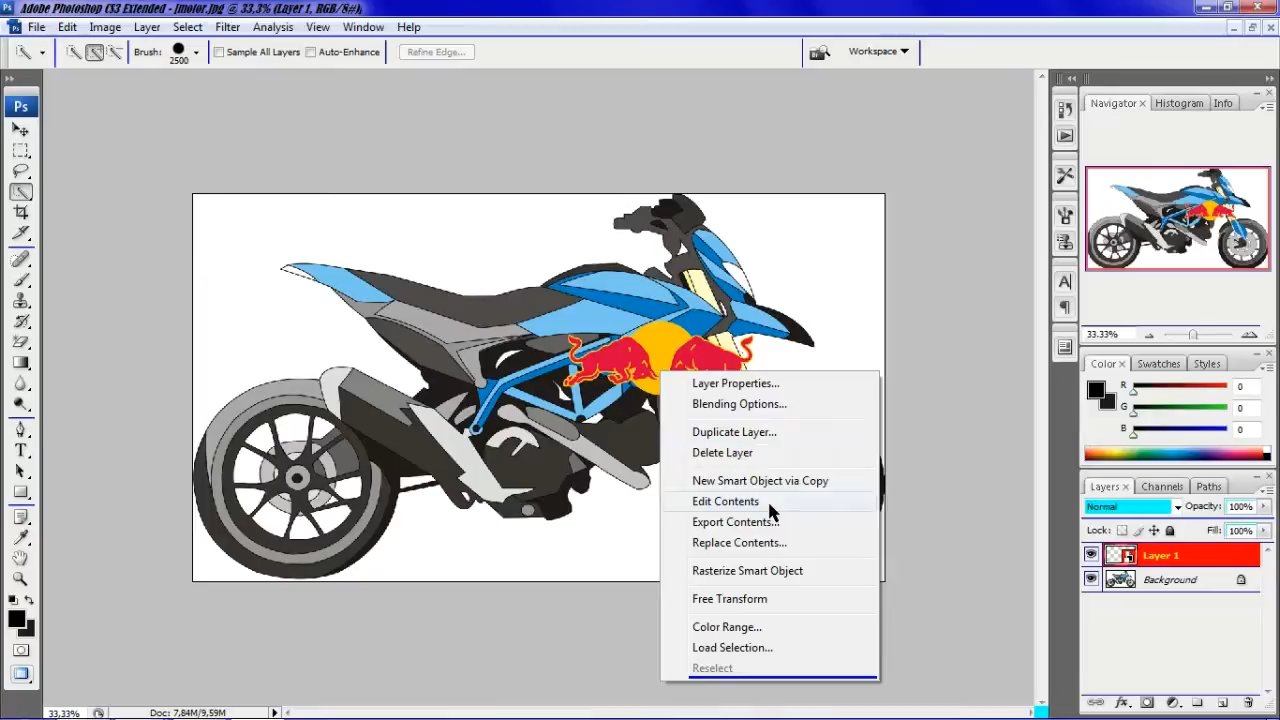 Adobe Photoshop CS3 Extended - [motor.jpg @ 33,3% (Layer 1, RGB/8#)]
File Edit Image Layer Select Filter Analysis View Window Help
Brush: 2500 Sample All Layers Auto-Enhance Refine Edge... Workspace
Ps
Navigator Histogram Info
33.33%
Color Swatches Styles
R 0
G 0
B 0
Layers Channels Paths
Normal Opacity: 100%
Lock: Fill: 100%
Layer 1
Background
Layer Properties...
Blending Options...
Duplicate Layer...
Delete Layer
New Smart Object via Copy
Edit Contents
Export Contents...
Replace Contents...
Rasterize Smart Object
Free Transform
Color Range...
Load Selection...
Reselect
33,33% Doc: 7,84M/9,59M